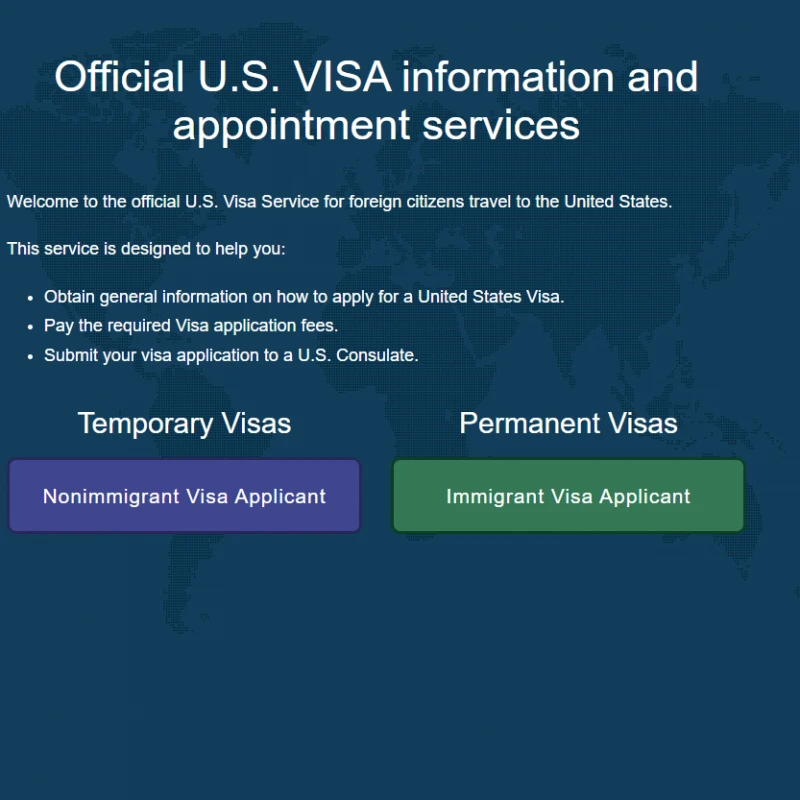 Official U.S. VISA information and
appointment services
Welcome to the official U.S. Visa Service for foreign citizens travel to the United States.
This service is designed to help you:
• Obtain general information on how to apply for a United States Visa.
• Pay the required Visa application fees.
• Submit your visa application to a U.S. Consulate.
Temporary Visas
Permanent Visas
Nonimmigrant Visa Applicant
Immigrant Visa Applicant